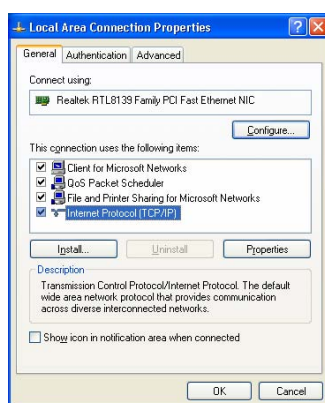 Local Area Connection Properties
General Authentication Advanced
Connect using:
Realtek RTL8139 Family PCI Fast Ethernet NIC
Configure...
This connection uses the following items:
Client for Microsoft Networks
QoS Packet Scheduler
File and Printer Sharing for Microsoft Networks
Internet Protocol (TCP/IP)
Install... Uninstall Properties
Description
Transmission Control Protocol/Internet Protocol. The default
wide area network protocol that provides communication
across diverse interconnected networks.
Show icon in notification area when connected
OK Cancel